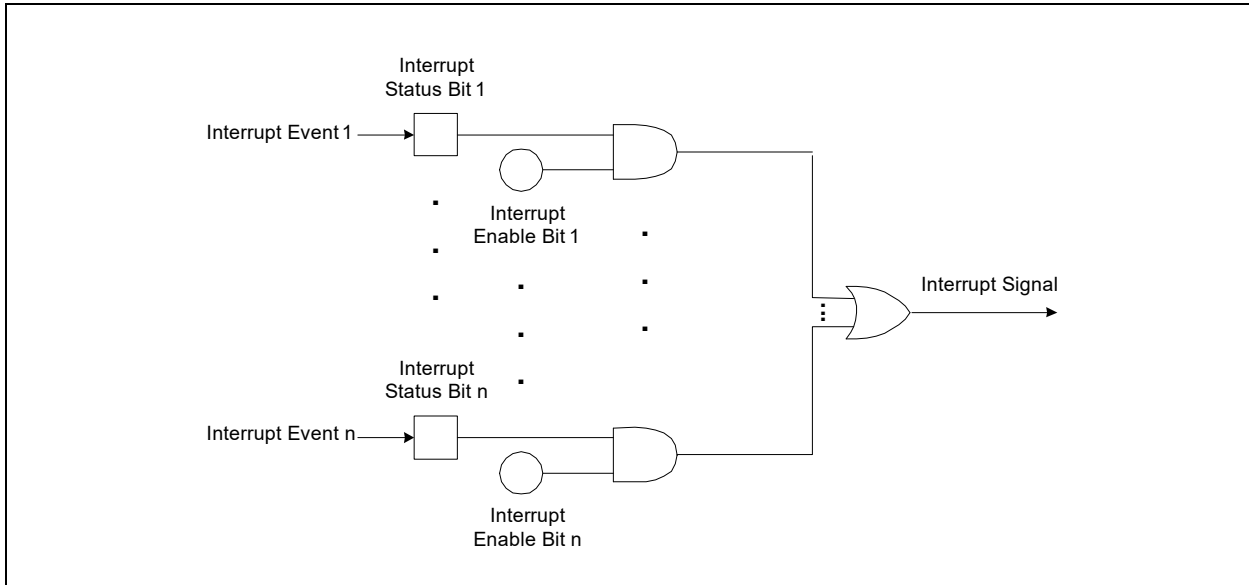 Interrupt
Status Bit 1
Interrupt Event 1
Interrupt
Enable Bit 1
Interrupt Signal
Interrupt
Status Bit n
Interrupt Event n
Interrupt
Enable Bit n